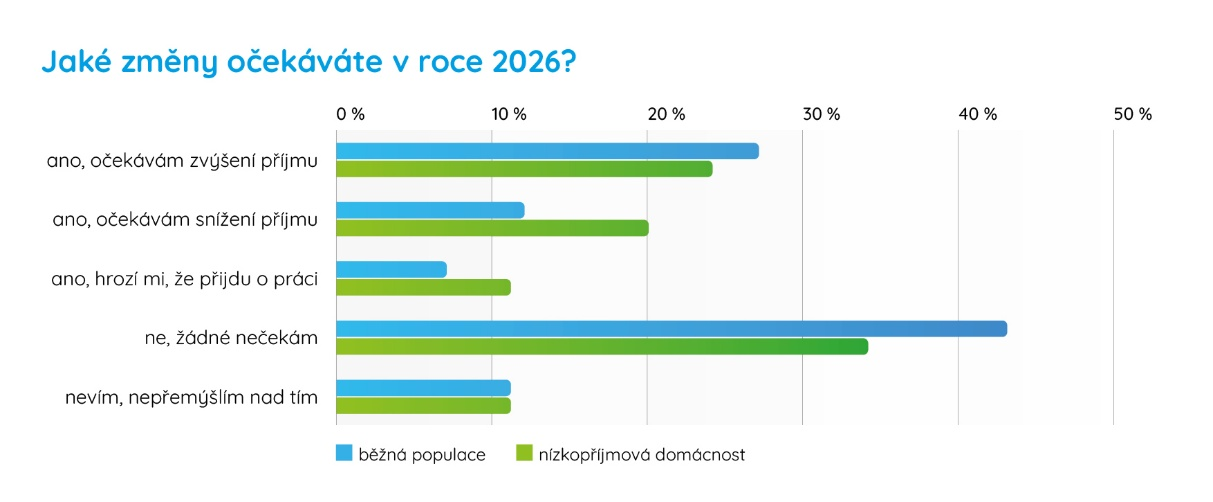 Jaké změny očekáváte v roce 2026?
0 % 10 % 20 % 30 % 40 % 50 %
ano, očekávám zvýšení příjmu
ano, očekávám snížení příjmu
ano, hrozí mi, že přijdu o práci
ne, žádné nečekám
nevím, nepřemýšlím nad tím
běžná populace nízkopříjmová domácnost